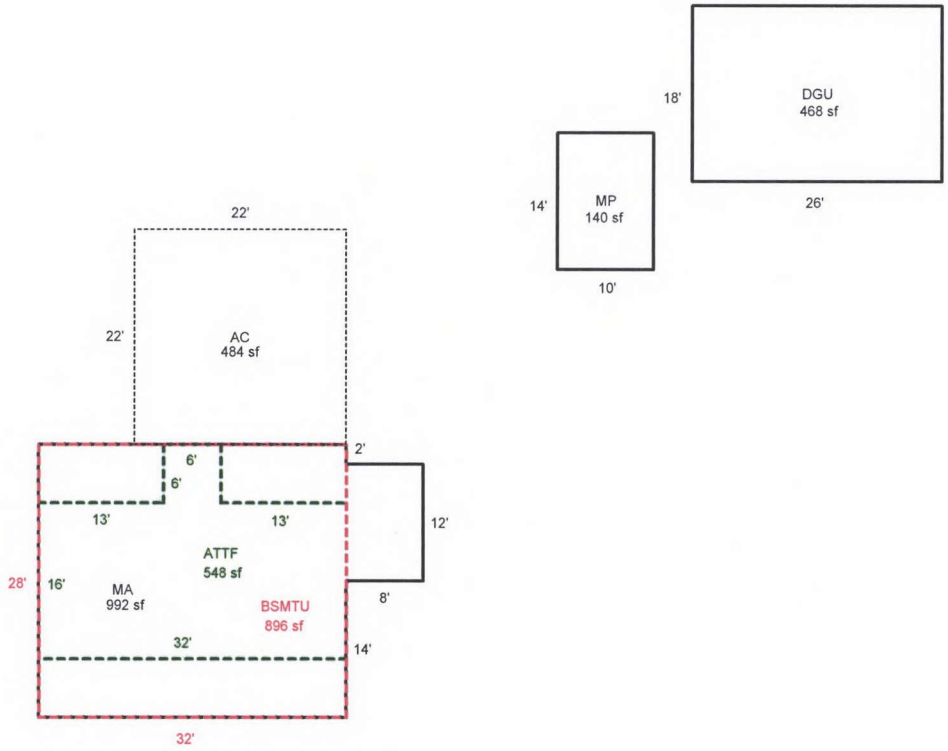 DGU
468 sf
18'
26'
MP
140 sf
14'
10'
22'
22'
AC
484 sf
2'
6'
6'
13'
13'
12'
8'
ATTF
548 sf
28'
16'
MA
992 sf
BSMTU
896 sf
32'
14'
32'